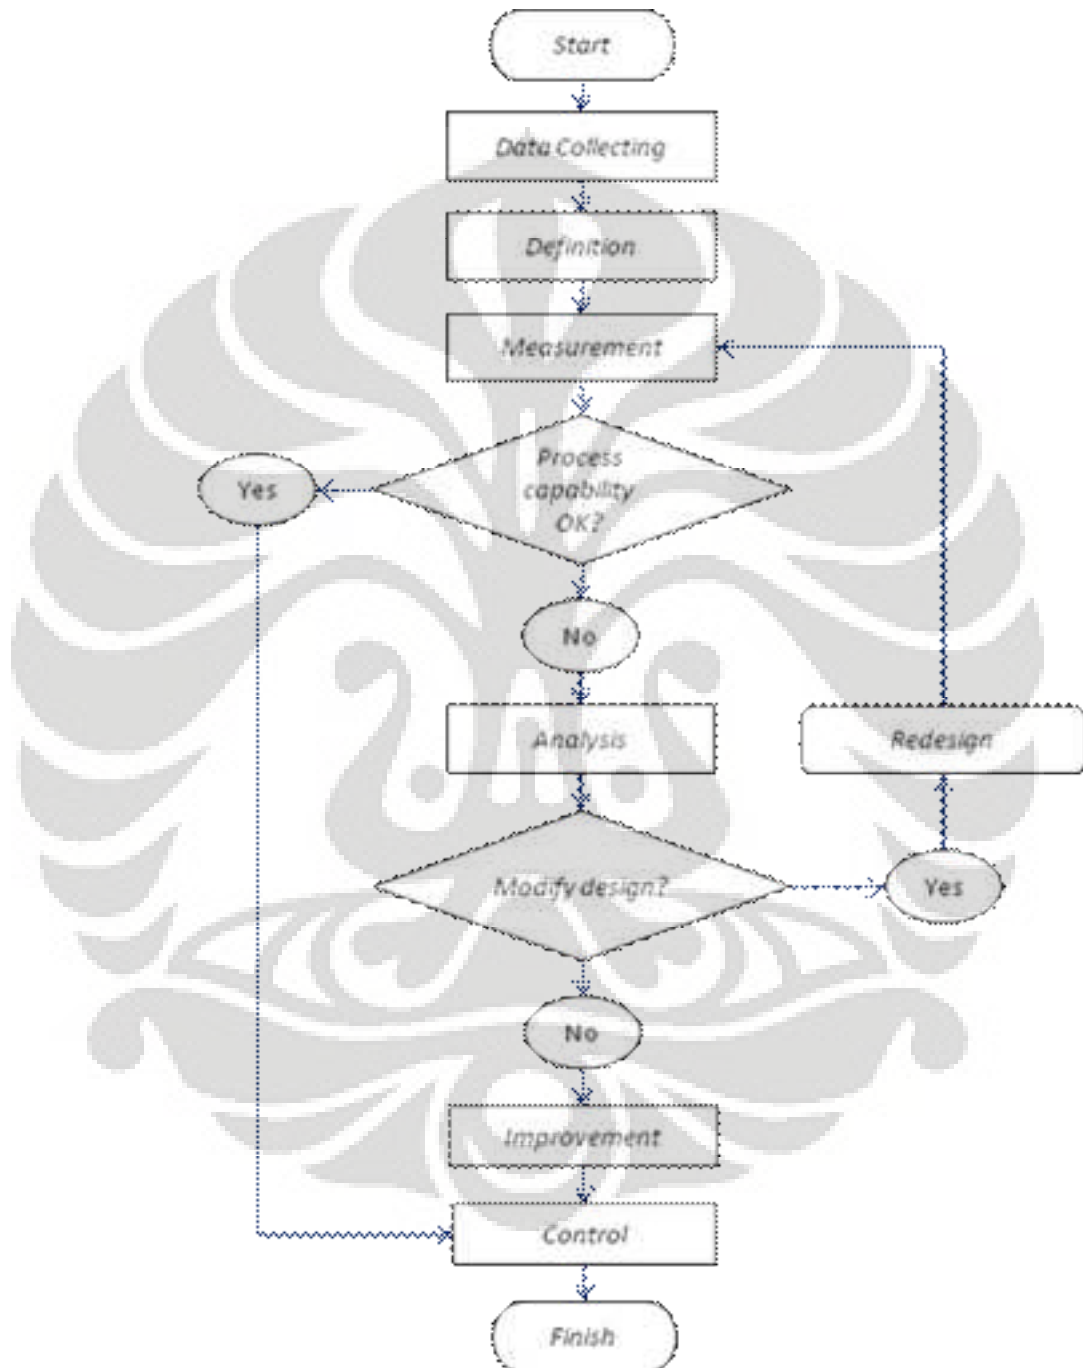 Start
Data Collecting
Definition
Measurement
Process
capability
OK?
Yes
No
Analysis
Redesign
Modify design?
Yes
No
Improvement
Control
Finish